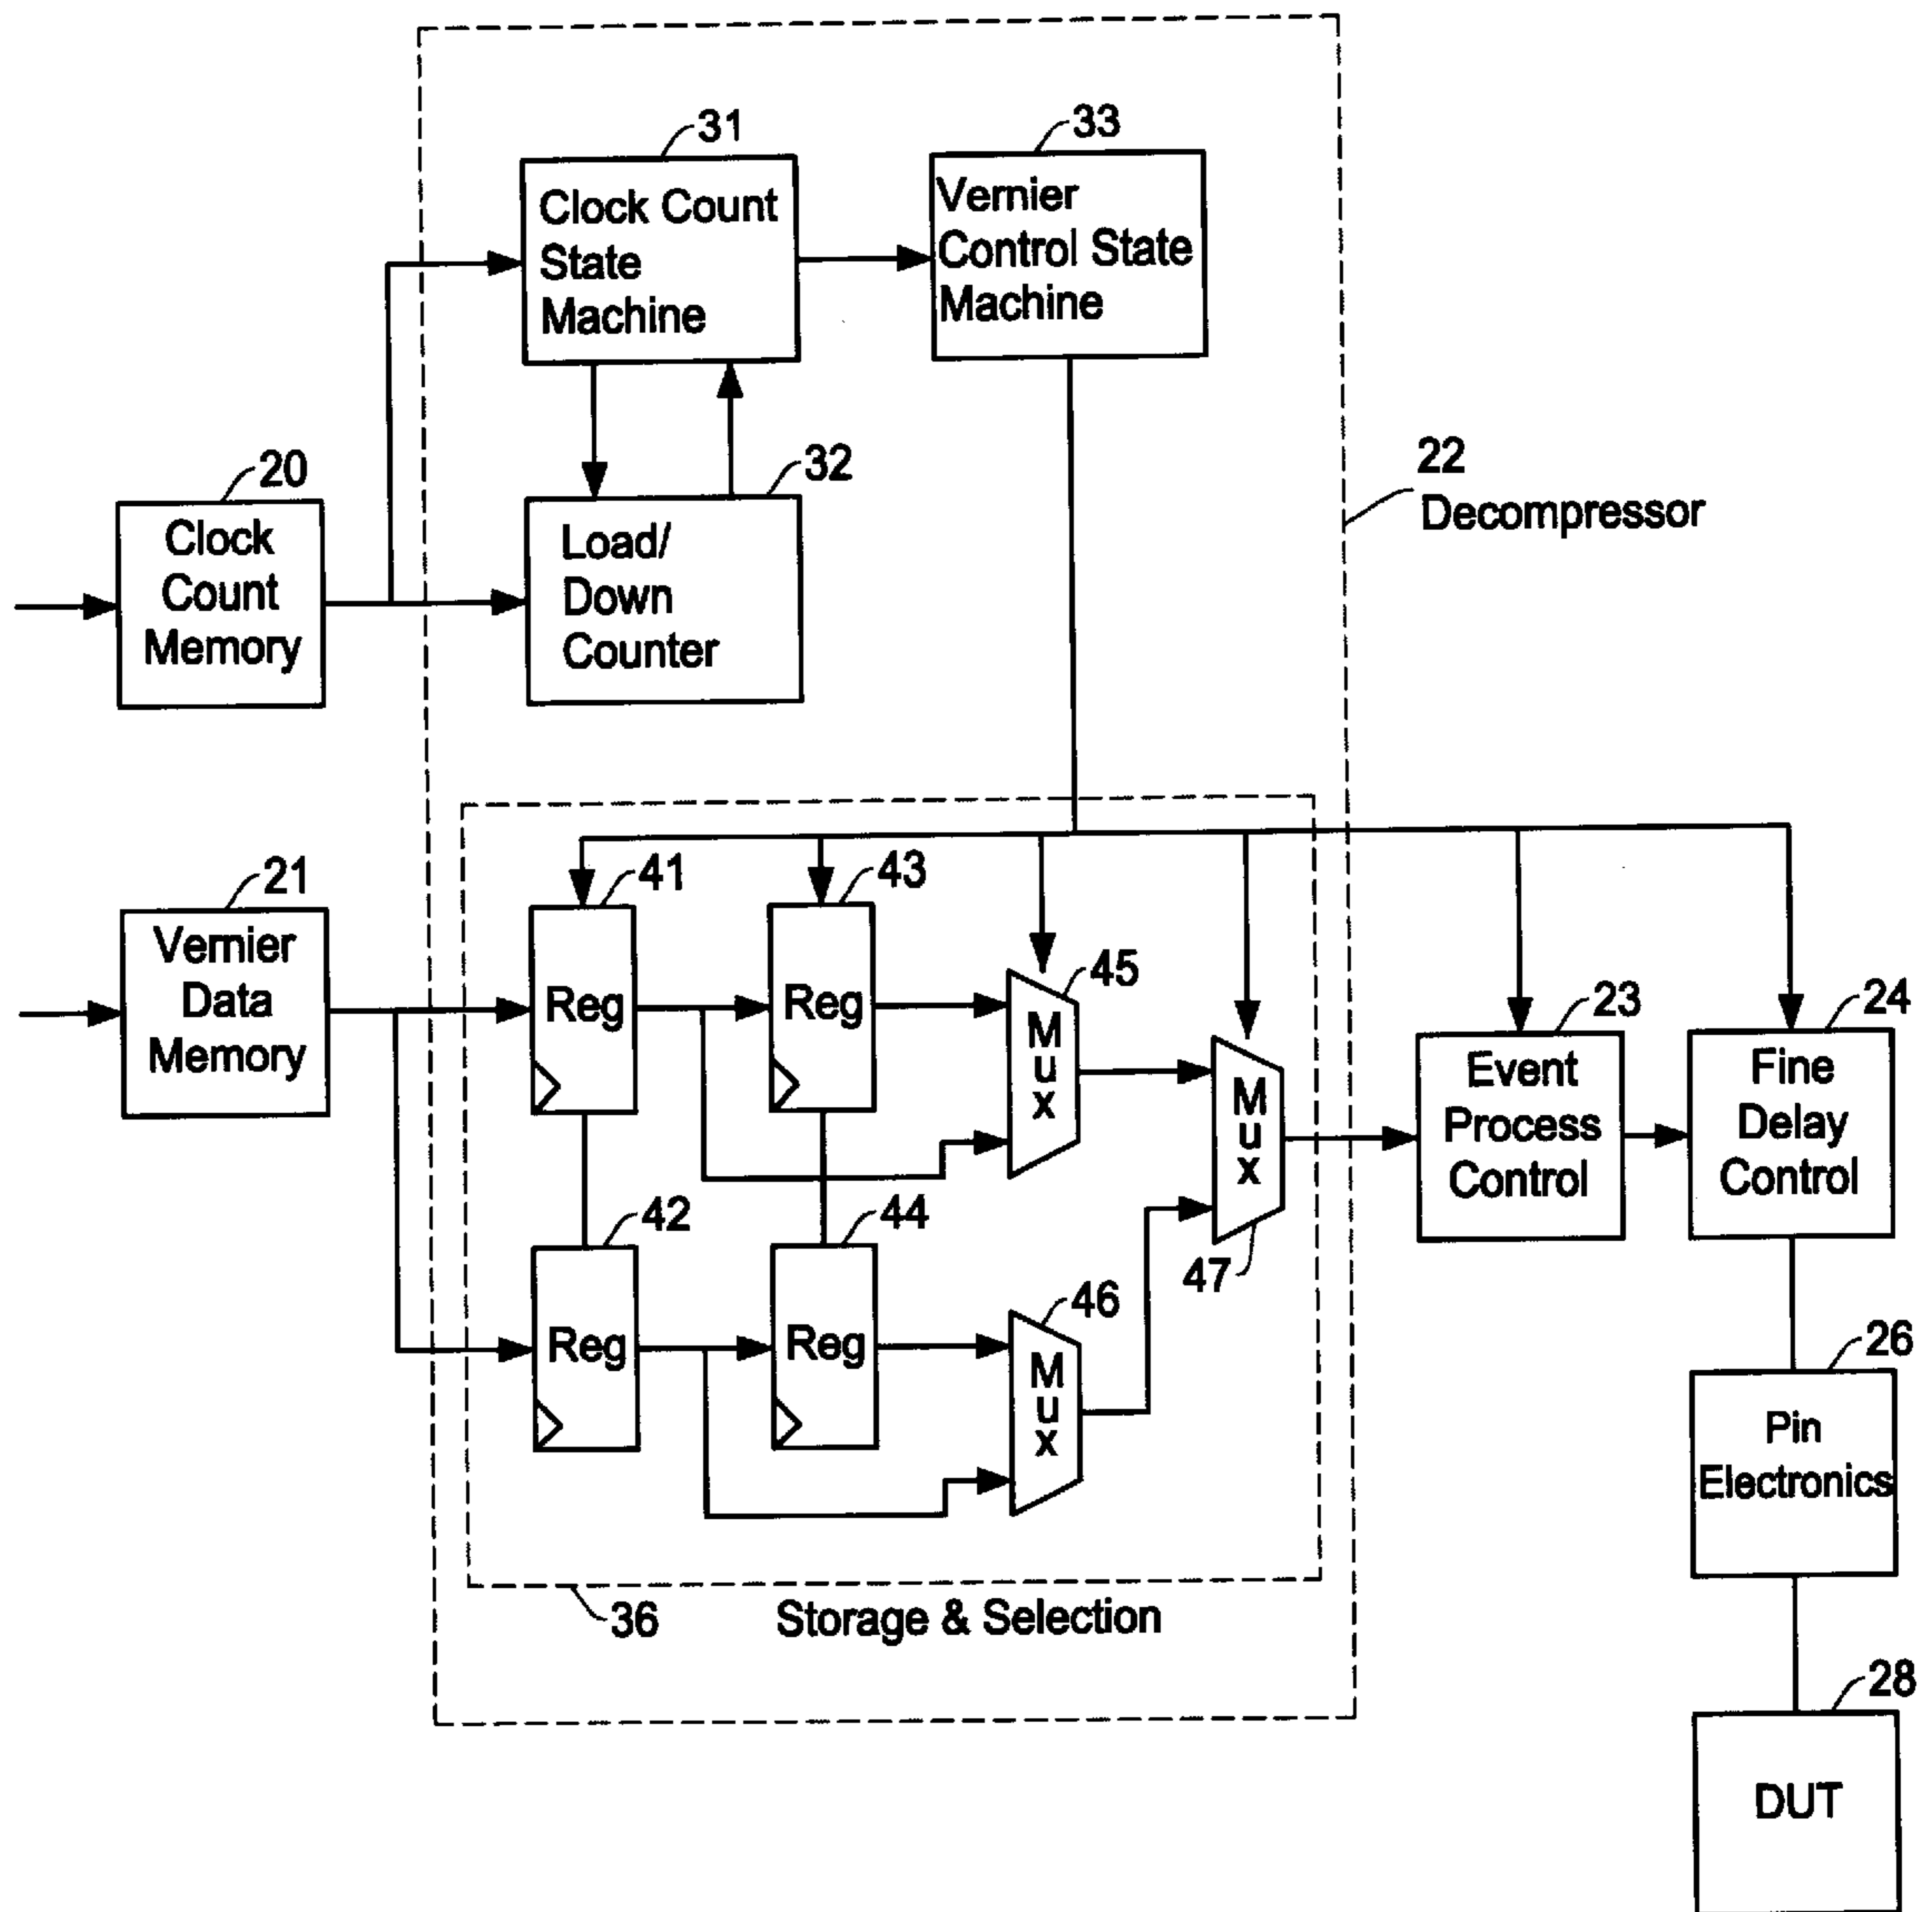 31
Clock Count
State
Machine
33
Vernier
Control State
Machine
20
Clock
Count
Memory
32
Load/
Down
Counter
22
Decompressor
21
Vernier
Data
Memory
41
Reg
43
Reg
45
Mux
47
Mux
42
Reg
44
Reg
46
Mux
23
Event
Process
Control
24
Fine
Delay
Control
26
Pin
Electronics
36
Storage & Selection
28
DUT